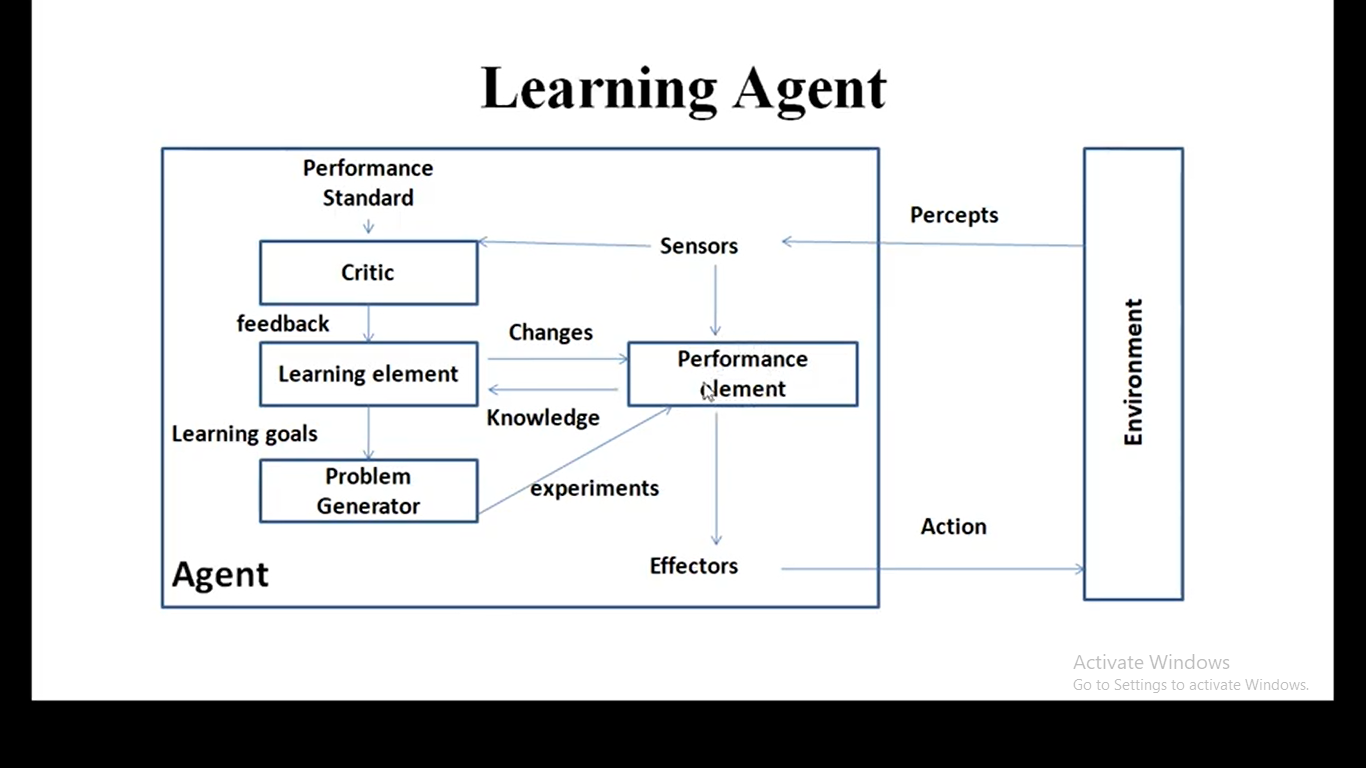 Learning Agent
Performance
Standard
Percepts
Sensors
Critic
feedback
Changes
Learning element
Performance
element
Knowledge
Learning goals
Problem
Generator
experiments
Environment
Action
Effectors
Agent
Activate Windows
Go to Settings to activate Windows.